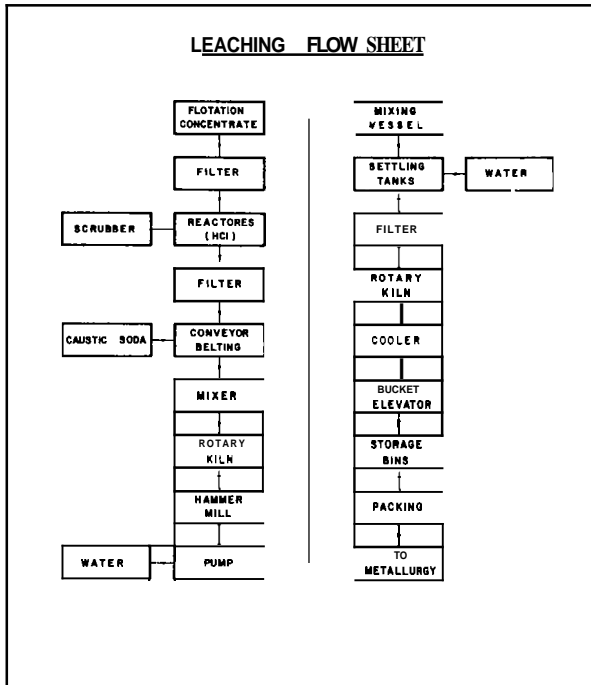 LEACHING FLOW SHEET
FLOTATION
CONCENTRATE
FILTER
SCRUBBER
REACTORES
(HCl)
FILTER
CAUSTIC SODA
CONVEYOR
BELTING
MIXER
ROTARY
KILN
HAMMER
MILL
WATER
PUMP
MIXING
VESSEL
SETTLING
TANKS
WATER
FILTER
ROTARY
KILN
COOLER
BUCKET
ELEVATOR
STORAGE
BINS
PACKING
TO
METALLURGY